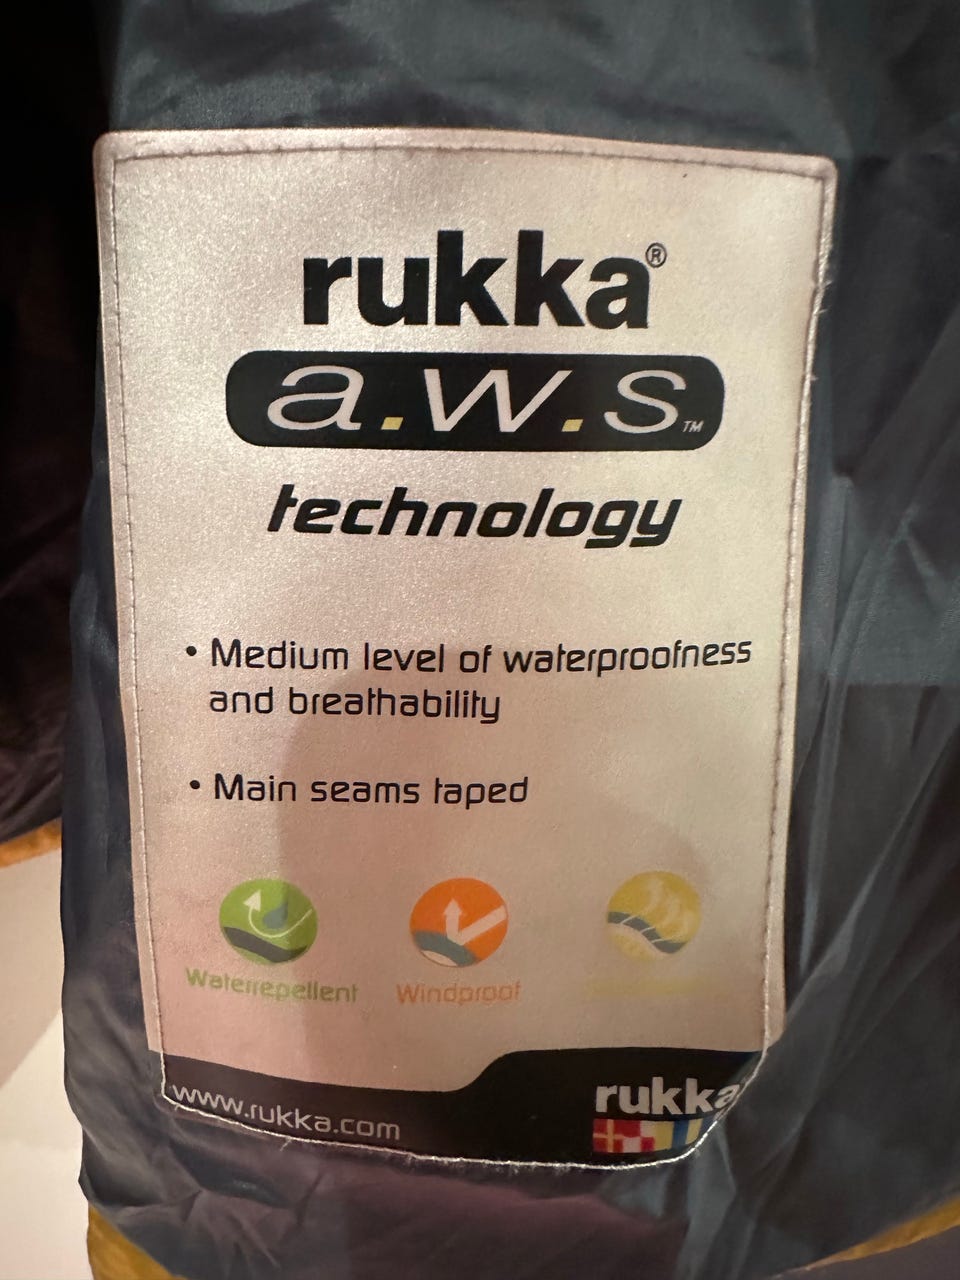 rukka®
a.w.s™
technology
• Medium level of waterproofness
and breathability
• Main seams taped
Waterrepellent Windproof
www.rukka.com
rukka